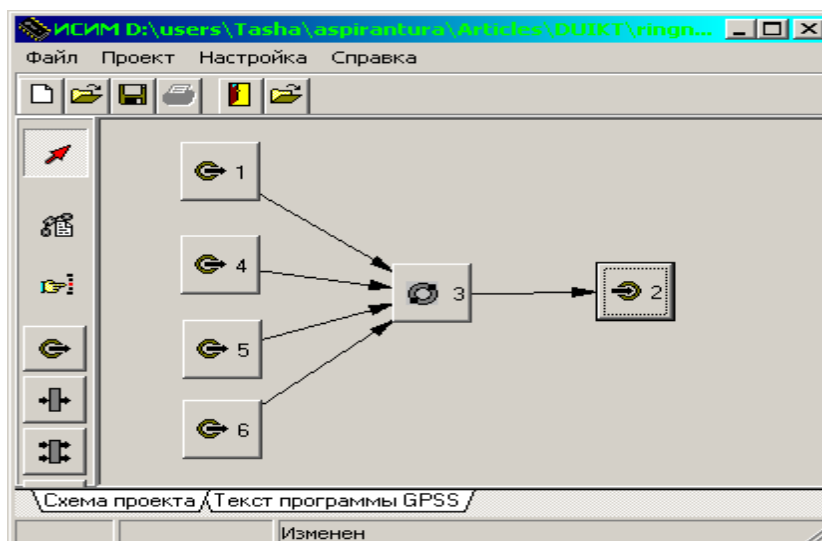 ИСИМ D:\users\Tasha\aspirantura\Articles\DUIKT\ringn...
Файл Проект Настройка Справка
1
4
3
2
5
6
Схема проекта Текст программы GPSS
Изменен